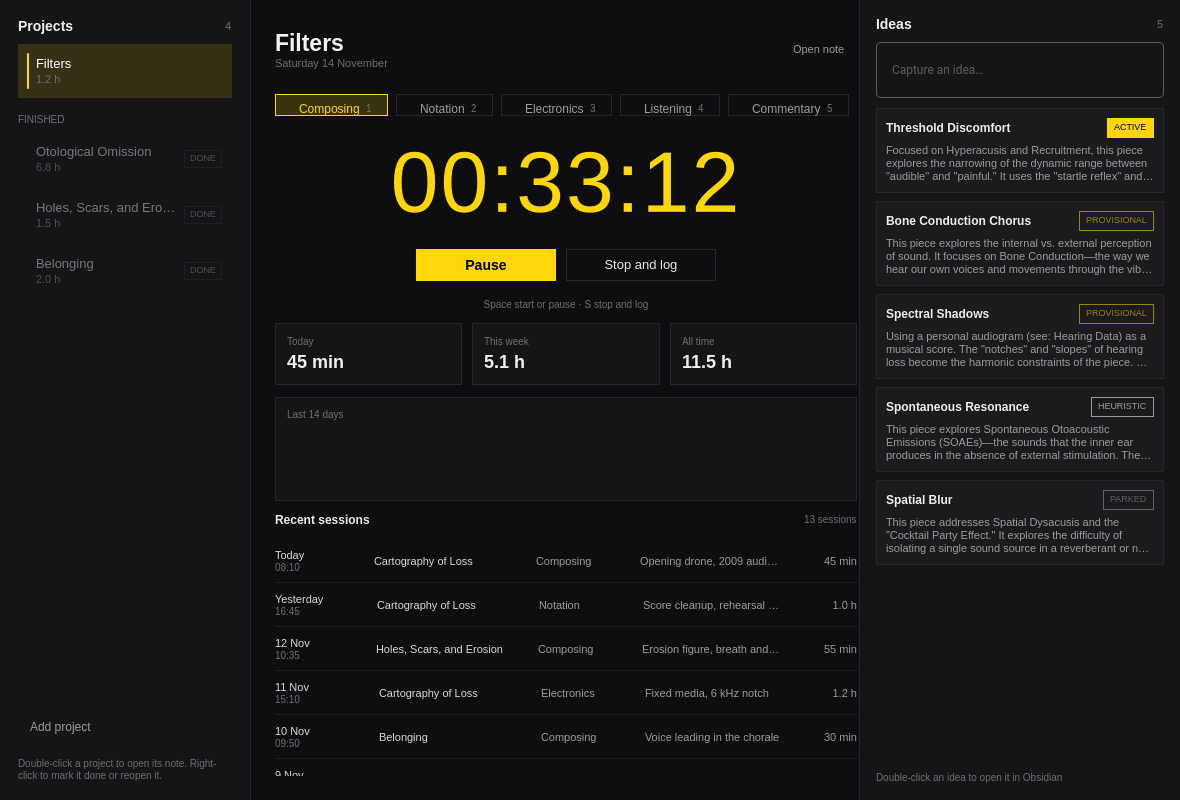 Projects 4
Filters
1.2 h
FINISHED
Otological Omission
6.8 h
DONE
Holes, Scars, and Ero…
1.5 h
DONE
Belonging
2.0 h
DONE
Add project
Double-click a project to open its note. Right-
click to mark it done or reopen it.
Filters
Saturday 14 November
Open note
Composing 1
Notation 2
Electronics 3
Listening 4
Commentary 5
00:33:12
Pause
Stop and log
Space start or pause · S stop and log
Today
45 min
This week
5.1 h
All time
11.5 h
Last 14 days
Recent sessions
13 sessions
Today
08:10
Cartography of Loss
Composing
Opening drone, 2009 audi…
45 min
Yesterday
16:45
Cartography of Loss
Notation
Score cleanup, rehearsal …
1.0 h
12 Nov
10:35
Holes, Scars, and Erosion
Composing
Erosion figure, breath and…
55 min
11 Nov
15:10
Cartography of Loss
Electronics
Fixed media, 6 kHz notch
1.2 h
10 Nov
09:50
Belonging
Composing
Voice leading in the chorale
30 min
9 Nov
Ideas 5
Capture an idea…
Threshold Discomfort
ACTIVE
Focused on Hyperacusis and Recruitment, this piece
explores the narrowing of the dynamic range between
"audible" and "painful." It uses the "startle reflex" and…
Bone Conduction Chorus
PROVISIONAL
This piece explores the internal vs. external perception
of sound. It focuses on Bone Conduction—the way we
hear our own voices and movements through the vib…
Spectral Shadows
PROVISIONAL
Using a personal audiogram (see: Hearing Data) as a
musical score. The "notches" and "slopes" of hearing
loss become the harmonic constraints of the piece. …
Spontaneous Resonance
HEURISTIC
This piece explores Spontaneous Otoacoustic
Emissions (SOAEs)—the sounds that the inner ear
produces in the absence of external stimulation. The…
Spatial Blur
PARKED
This piece addresses Spatial Dysacusis and the
"Cocktail Party Effect." It explores the difficulty of
isolating a single sound source in a reverberant or n…
Double-click an idea to open it in Obsidian